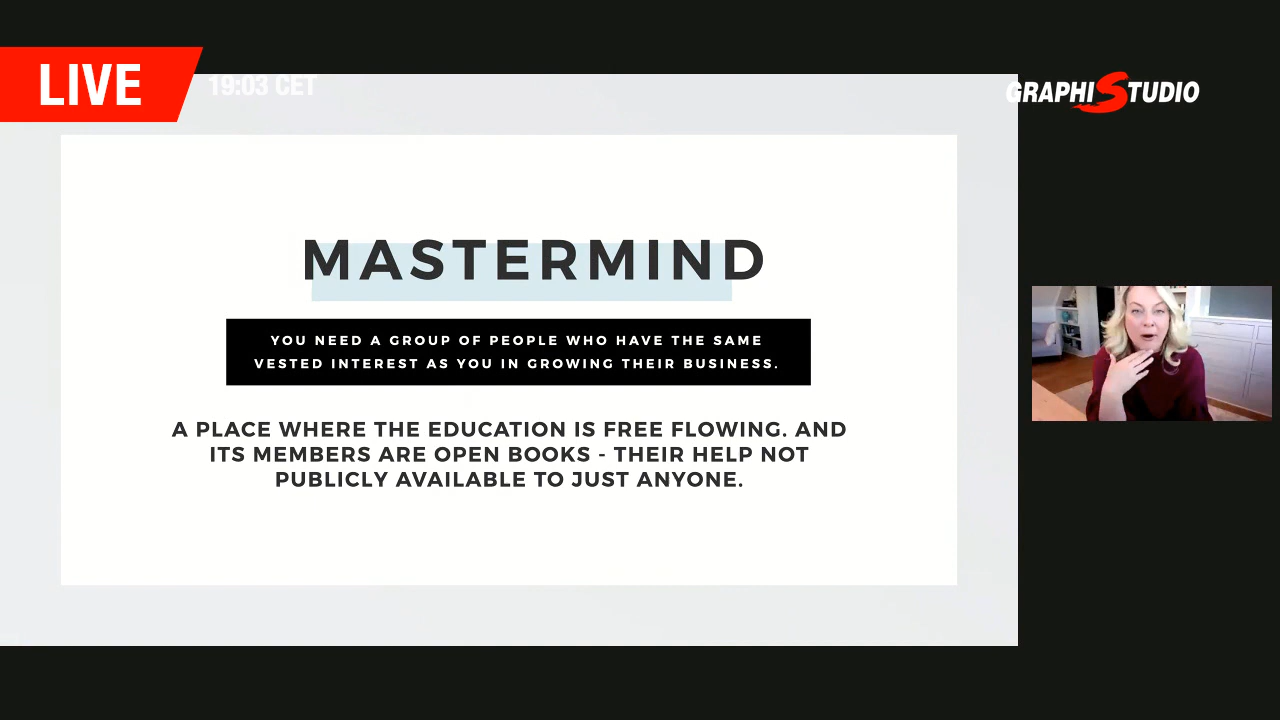 LIVE
19:03 CET
GRAPHISTUDIO
MASTERMIND
YOU NEED A GROUP OF PEOPLE WHO HAVE THE SAME
VESTED INTEREST AS YOU IN GROWING THEIR BUSINESS.
A PLACE WHERE THE EDUCATION IS FREE FLOWING. AND
ITS MEMBERS ARE OPEN BOOKS - THEIR HELP NOT
PUBLICLY AVAILABLE TO JUST ANYONE.